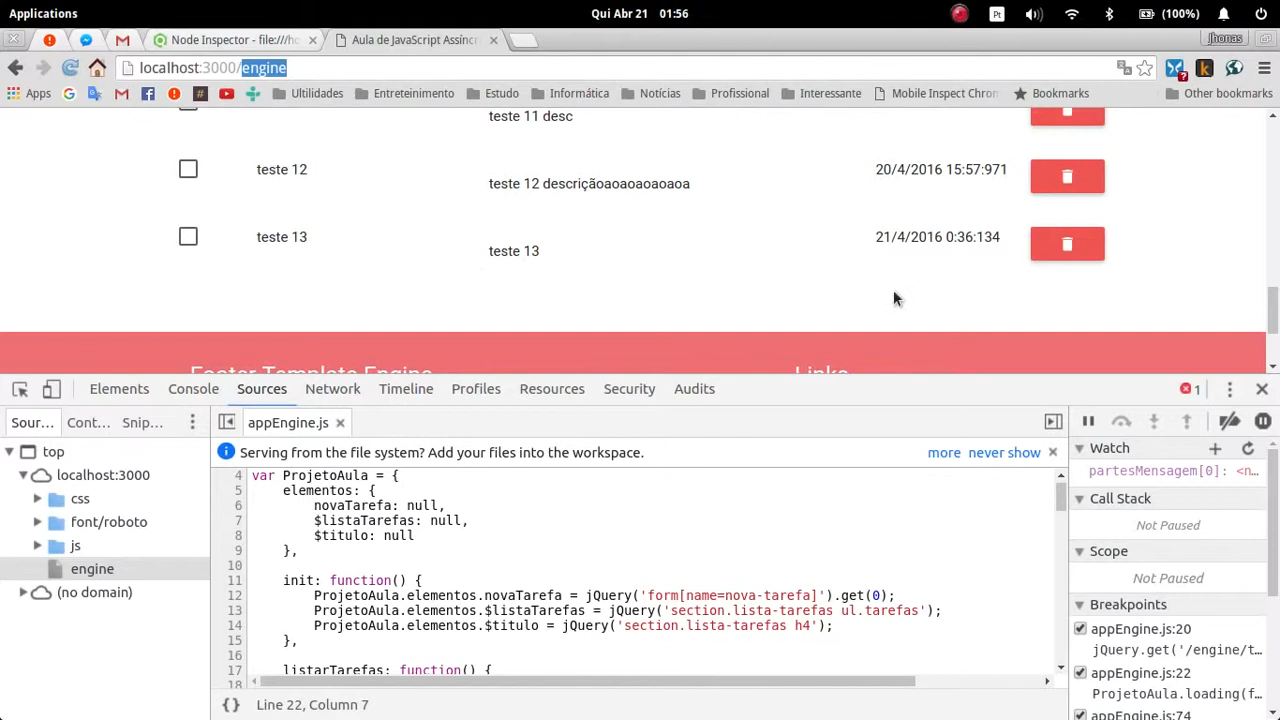 Applications
Qui Abr 21 01:56
Pt
(100%)
Node Inspector - file:///ho
Aula de JavaScript Assínc
Jhonas
localhost:3000/engine
Apps
Utilidades
Entreteinimento
Estudo
Informática
Notícias
Profissional
Interessante
Mobile Inspect Chron
Bookmarks
Other bookmarks
teste 11 desc
teste 12
teste 12 descriçãoaoaoaoaoaoa
20/4/2016 15:57:971
teste 13
teste 13
21/4/2016 0:36:134
Footer Template Engine
Links
Elements
Console
Sources
Network
Timeline
Profiles
Resources
Security
Audits
1
Sour...
Cont...
Snip...
appEngine.js
top
localhost:3000
css
font/roboto
js
engine
(no domain)
Serving from the file system? Add your files into the workspace.
more
never show
4 var ProjetoAula = {
5 elementos: {
6 novaTarefa: null,
7 $listaTarefas: null,
8 $titulo: null
9 },
10
11 init: function() {
12 ProjetoAula.elementos.novaTarefa = jQuery('form[name=nova-tarefa]').get(0);
13 ProjetoAula.elementos.$listaTarefas = jQuery('section.lista-tarefas ul.tarefas');
14 ProjetoAula.elementos.$titulo = jQuery('section.lista-tarefas h4');
15 },
16
17 listarTarefas: function() {
18
{} Line 22, Column 7
Watch
partesMensagem[0]: <n…
Call Stack
Not Paused
Scope
Not Paused
Breakpoints
appEngine.js:20
jQuery.get('/engine/t…
appEngine.js:22
ProjetoAula.loading(f…
appEngine.js:74